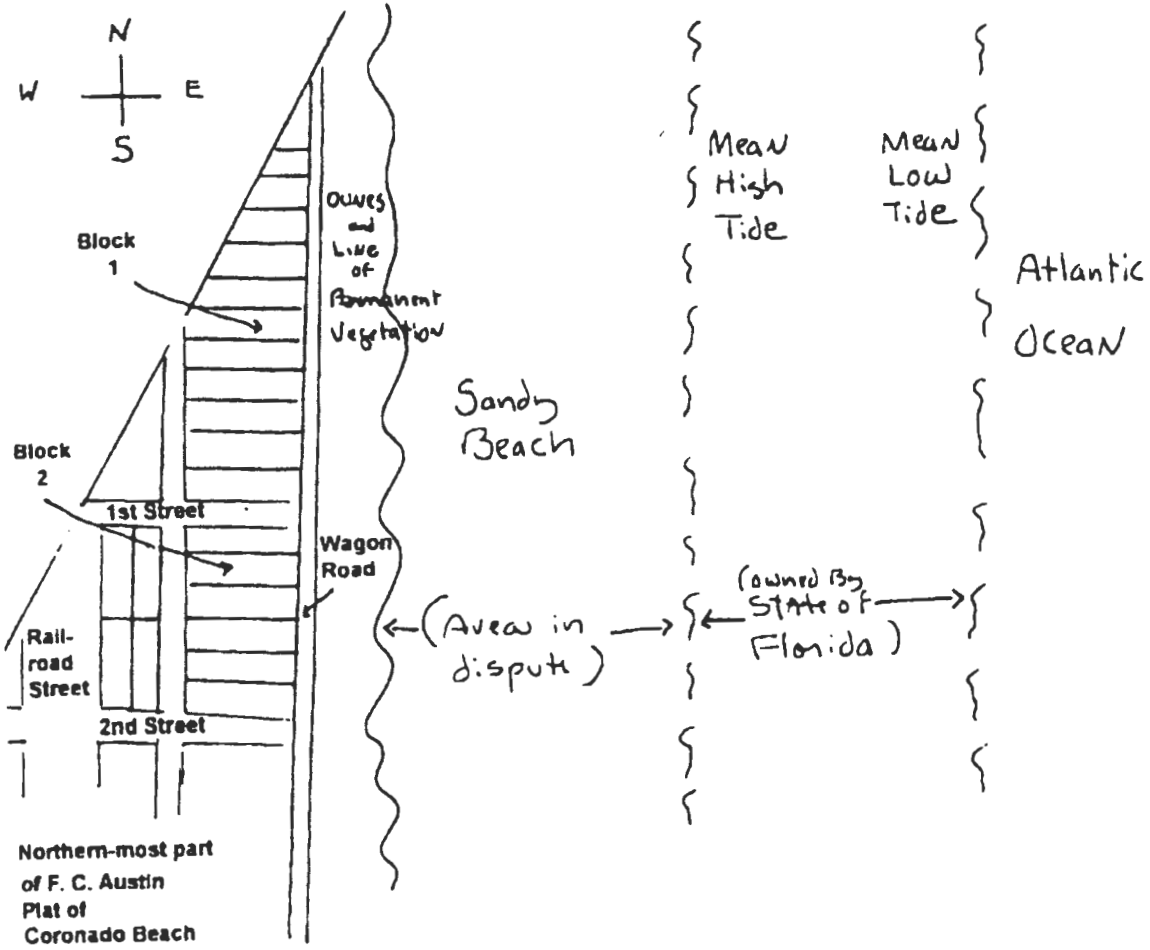 N
W E
S
Block
1
Dunes
and
Line
of
Permanent
Vegetation
Mean
High
Tide
Mean
Low
Tide
Atlantic
Ocean
Sandy
Beach
Block
2
1st Street
Wagon
Road
(Area in
dispute)
(owned By
State of
Florida)
Rail-
road
Street
2nd Street
Northern-most part
of F. C. Austin
Plat of
Coronado Beach